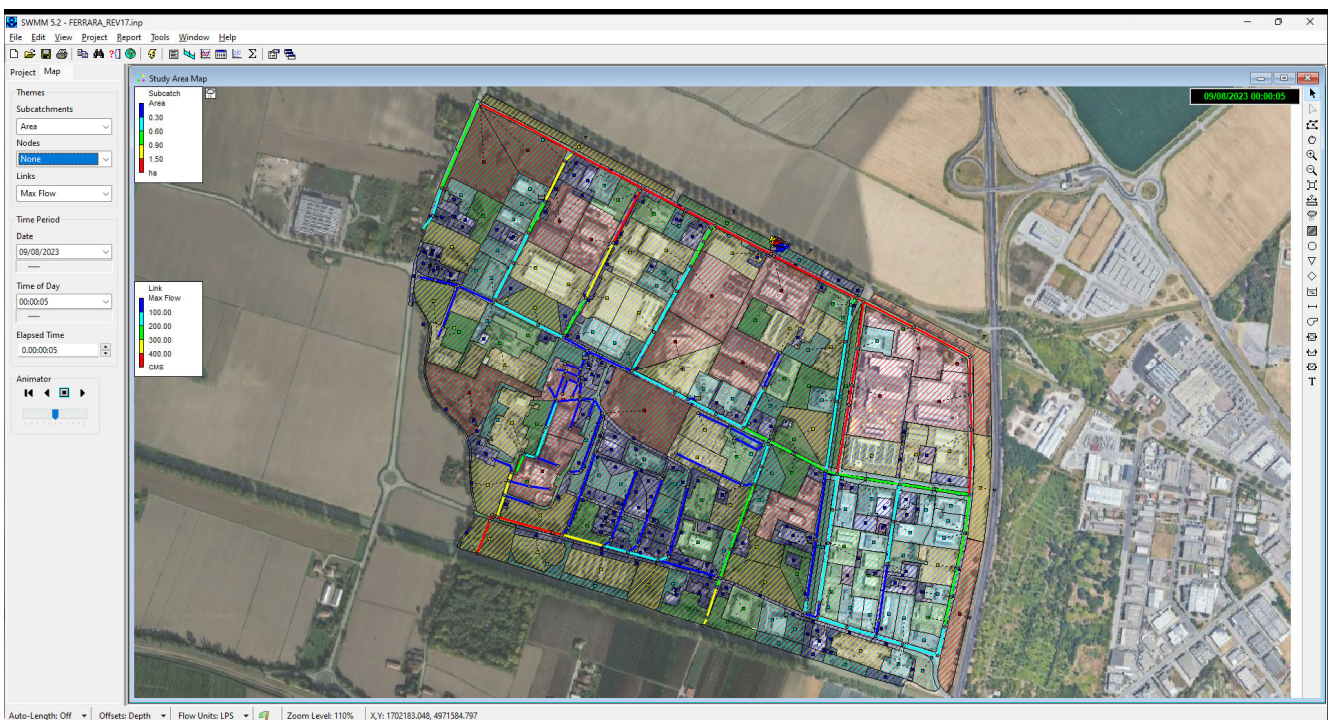 SWMM 5.2 - FERRARA_REV17.inp
File Edit View Project Report Tools Window Help
Project Map
Study Area Map
Themes
Subcatchments
Area
Nodes
None
Links
Max Flow
Time Period
Date
09/08/2023
Time of Day
00:00:05
Elapsed Time
0.00:00:05
Animator
Subcatch
Area
0.30
0.60
0.90
1.50
ha
Link
Max Flow
100.00
200.00
300.00
400.00
09/08/2023 00:00:05
T
Auto-Length: Off Offsets: Depth Flow Units: LPS Zoom Level: 110% X,Y: 1702183.048, 4971584.797